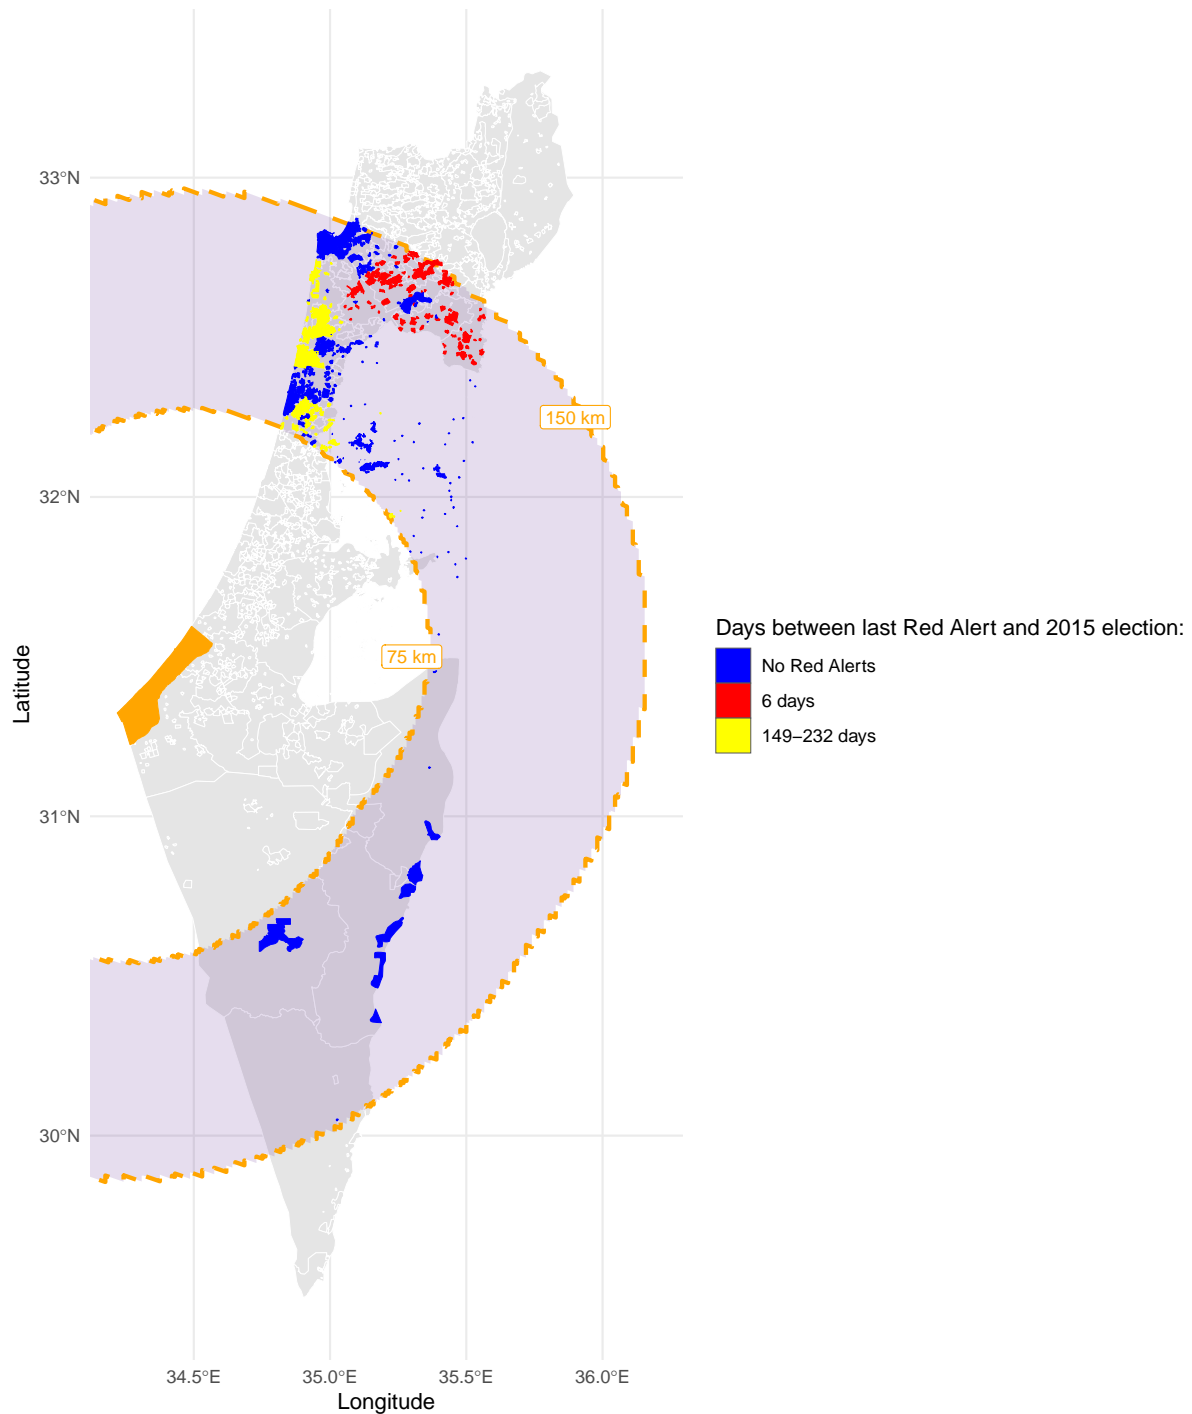 33°N
32°N
31°N
30°N
Latitude
150 km
75 km
34.5°E
35.0°E
35.5°E
36.0°E
Longitude
Days between last Red Alert and 2015 election:
No Red Alerts
6 days
149–232 days